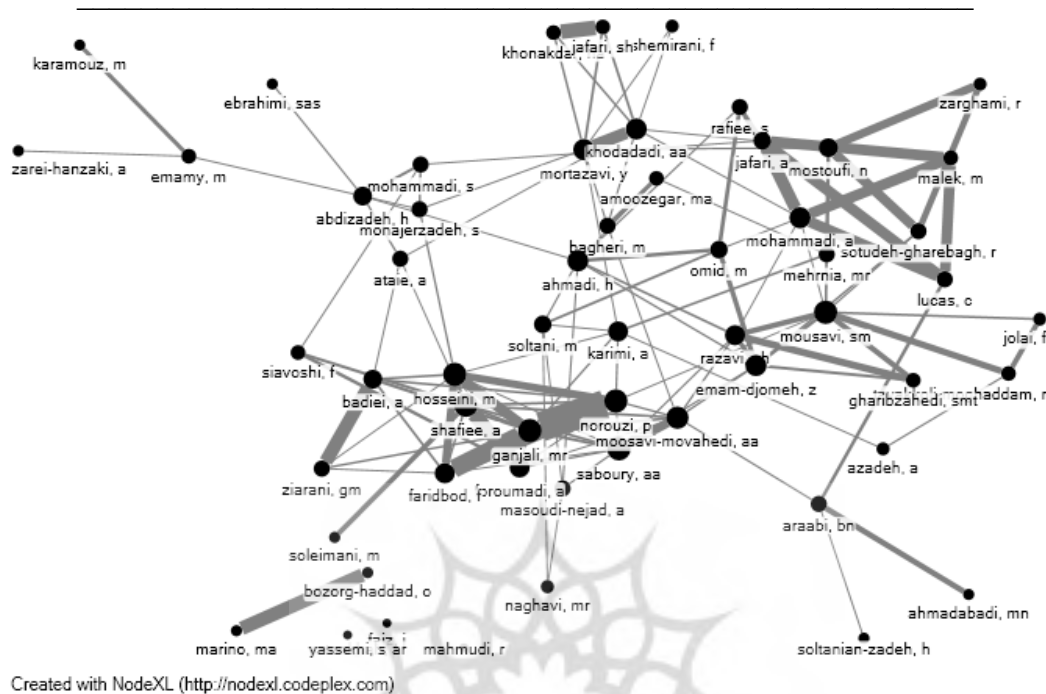 karamouz, m
khonakdar,
jafari, sh
shemirani, f
ebrahimi, sas
zarghami, r
rafiee, s
zarei-hanzaki, a
emamy, m
khodadadi, aa
jafari, a
mostoufi, n
malek, m
mortazavi, y
mohammadi, s
amoozegar, ma
abdizadeh, h
monajerzadeh, s
bagheri, m
mohammadi, a
sotudeh-gharebagh, r
omid, m
mehrnia, mr
ataie, a
ahmadi, h
lucas, c
mousavi, sm
jolai, f
soltani, m
karimi, a
razavi, h
siavoshi, f
emam-djomeh, z
badiei, a
hosseini, m
gharibzahedi, smt
norouzi, p
shafiee, a
moosavi-movahedi, aa
ganjali, mr
azadeh, a
saboury, aa
ziarani, gm
faridbod, f
masoudi-nejad, a
araabi, bn
soleimani, m
bozorg-haddad, o
naghavi, mr
ahmadabadi, mn
marino, ma
yassemi, s
mahmudi, r
soltanian-zadeh, h
Created with NodeXL (http://nodexl.codeplex.com)